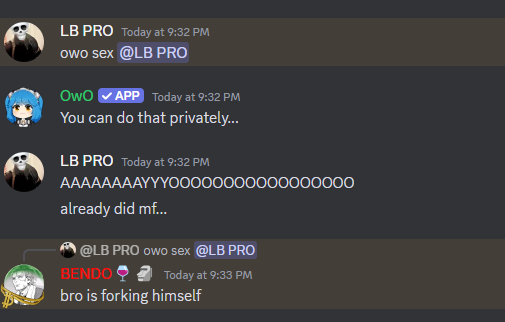 LB PRO Today at 9:32 PM
owo sex @LB PRO
OwO ✓ APP Today at 9:32 PM
You can do that privately...
LB PRO Today at 9:32 PM
AAAAAAAAYYYOOOOOOOOOOOOOOOOO
already did mf...
@LB PRO owo sex @LB PRO
BENDO🍷🗿 Today at 9:33 PM
bro is forking himself